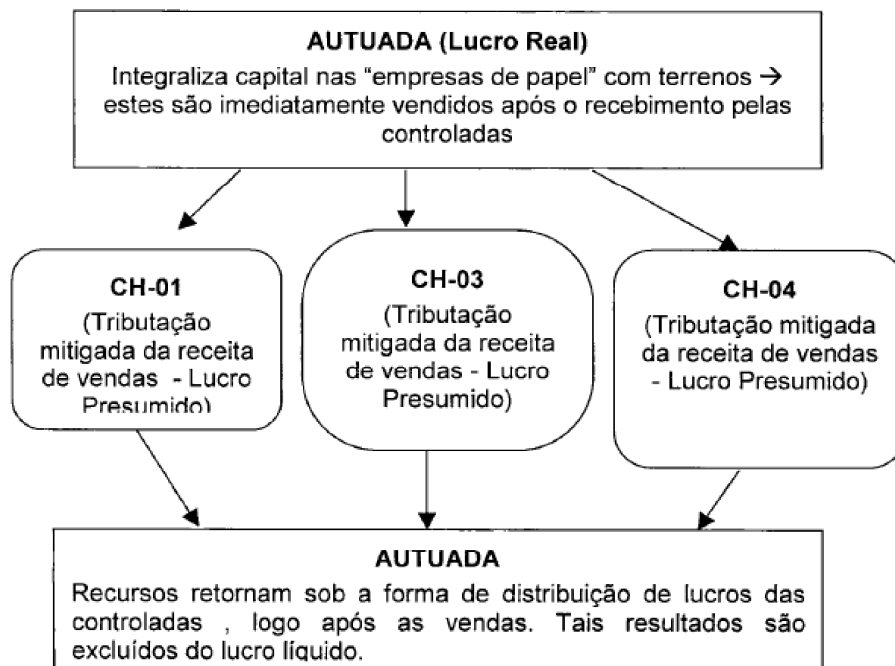 AUTUADA (Lucro Real)
Integraliza capital nas “empresas de papel” com terrenos →
estes são imediatamente vendidos após o recebimento pelas
controladas
CH-01
(Tributação
mitigada da receita
de vendas - Lucro
Presumido)
CH-03
(Tributação
mitigada da receita
de vendas - Lucro
Presumido)
CH-04
(Tributação mitigada
da receita de vendas
- Lucro Presumido)
AUTUADA
Recursos retornam sob a forma de distribuição de lucros das
controladas , logo após as vendas. Tais resultados são
excluídos do lucro líquido.